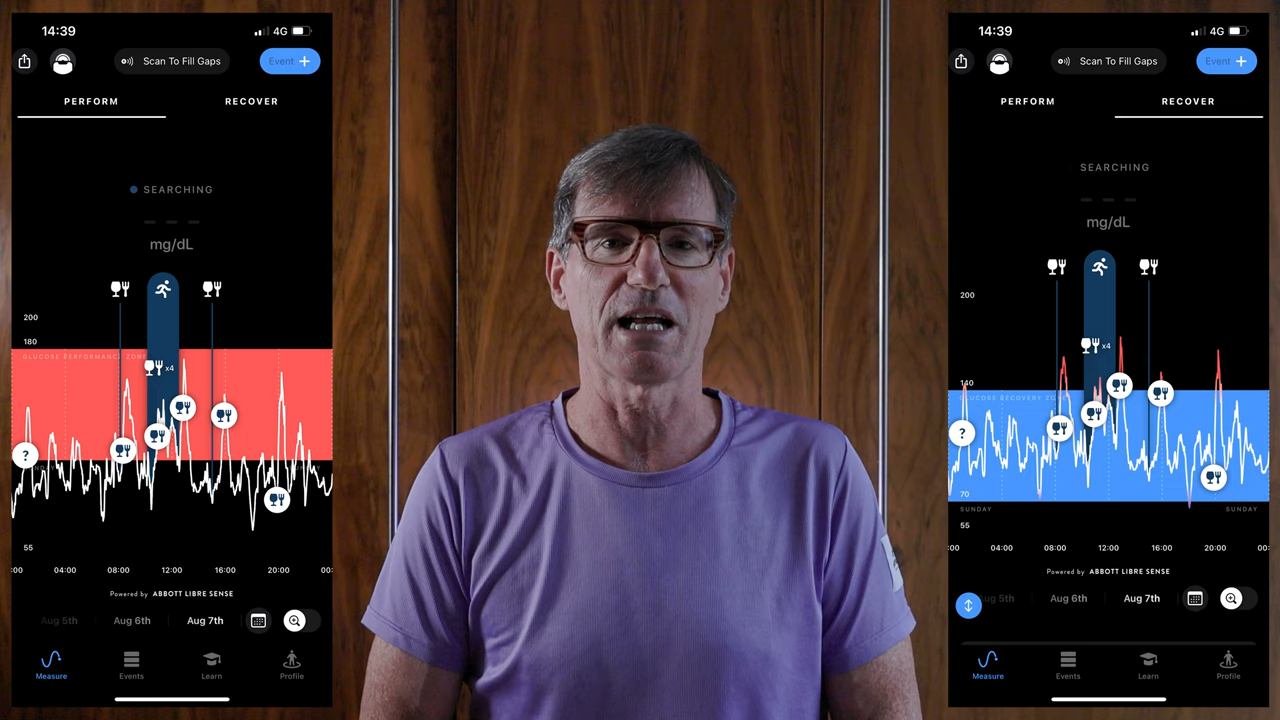 14:39
4G
Scan To Fill Gaps
Event +
PERFORM
RECOVER
SEARCHING
mg/dL
200
180
GLUCOSE PERFORMANCE ZONE
x4
?
SUNDAY
55
:00 04:00 08:00 12:00 16:00 20:00 00:
Powered by ABBOTT LIBRE SENSE
Aug 5th
Aug 6th
Aug 7th
Measure
Events
Learn
Profile
14:39
4G
Scan To Fill Gaps
Event +
PERFORM
RECOVER
SEARCHING
mg/dL
200
x4
140
GLUCOSE RECOVERY ZONE
?
70
SUNDAY
SUNDAY
55
:00 04:00 08:00 12:00 16:00 20:00 00:
Powered by ABBOTT LIBRE SENSE
Aug 6th
Aug 7th
Measure
Events
Learn
Profile